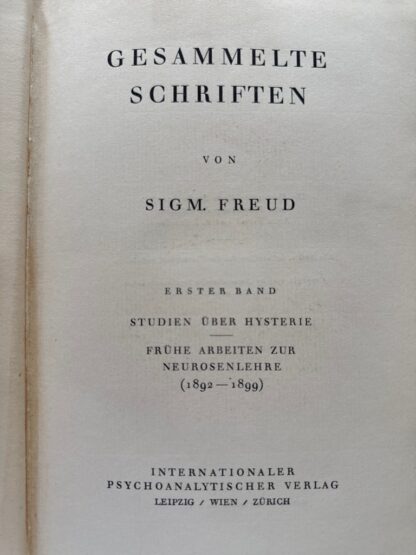 GESAMMELTE
SCHRIFTEN
VON
SIGM. FREUD
ERSTER BAND
STUDIEN ÜBER HYSTERIE
FRÜHE ARBEITEN ZUR
NEUROSENLEHRE
(1892—1899)
INTERNATIONALER
PSYCHOANALYTISCHER VERLAG
LEIPZIG / WIEN / ZÜRICH